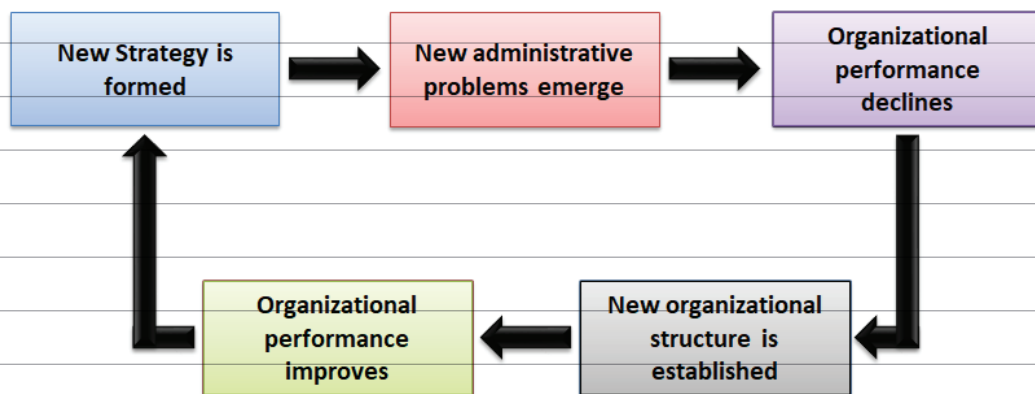 New Strategy is
formed
New administrative
problems emerge
Organizational
performance
declines
New organizational
structure is
established
Organizational
performance
improves